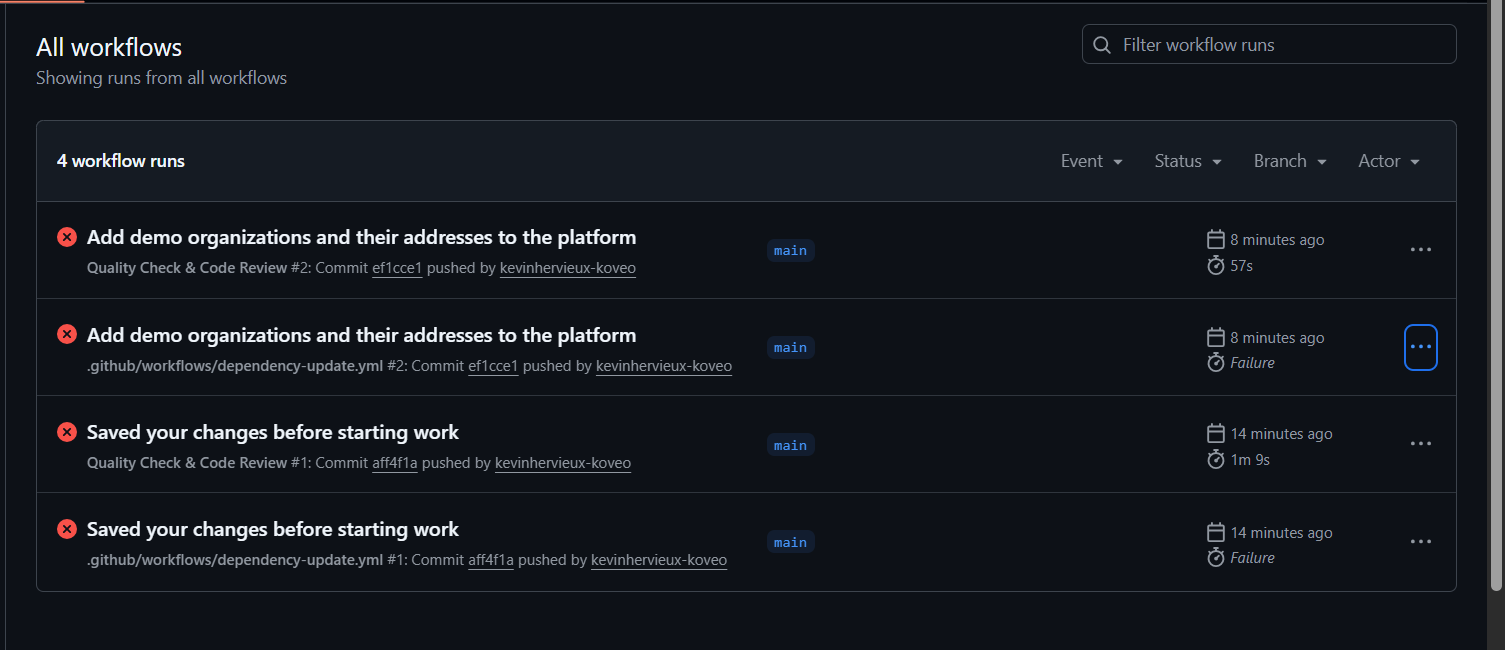 All workflows
Showing runs from all workflows
Filter workflow runs
4 workflow runs
Event
Status
Branch
Actor
Add demo organizations and their addresses to the platform
Quality Check & Code Review #2: Commit ef1cce1 pushed by kevinhervieux-koveo
main
8 minutes ago
57s
Add demo organizations and their addresses to the platform
.github/workflows/dependency-update.yml #2: Commit ef1cce1 pushed by kevinhervieux-koveo
main
8 minutes ago
Failure
Saved your changes before starting work
Quality Check & Code Review #1: Commit aff4f1a pushed by kevinhervieux-koveo
main
14 minutes ago
1m 9s
Saved your changes before starting work
.github/workflows/dependency-update.yml #1: Commit aff4f1a pushed by kevinhervieux-koveo
main
14 minutes ago
Failure